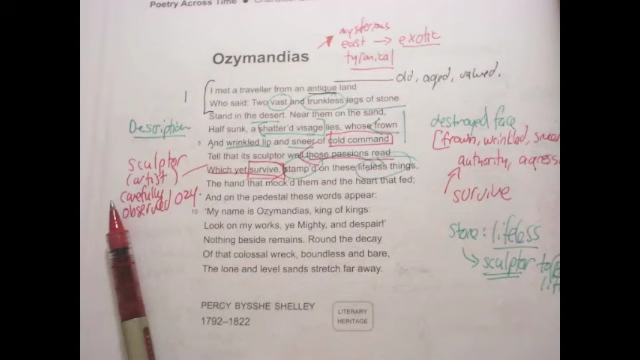 Poetry Across Time
mysterious
east → exotic
tyranical
Ozymandias
old, aged, valued.
I met a traveller from an antique land
Who said: Two vast and trunkless legs of stone
Stand in the desert. Near them on the sand,
Half sunk, a shatter'd visage lies, whose frown
5 And wrinkled lip and sneer of cold command
Tell that its sculptor well those passions read
Which yet survive, stamp'd on these lifeless things,
The hand that mock'd them and the heart that fed;
And on the pedestal these words appear:
10 'My name is Ozymandias, king of kings:
Look on my works, ye Mighty, and despair!'
Nothing beside remains. Round the decay
Of that colossal wreck, boundless and bare,
The lone and level sands stretch far away.
Description
sculptor
(artist)
carefully
observed OZY.
destroyed face
[frown, wrinkled,
authority,
survive
stone: lifeless
↳ sculptor
PERCY BYSSHE SHELLEY
1792–1822
LITERARY
HERITAGE